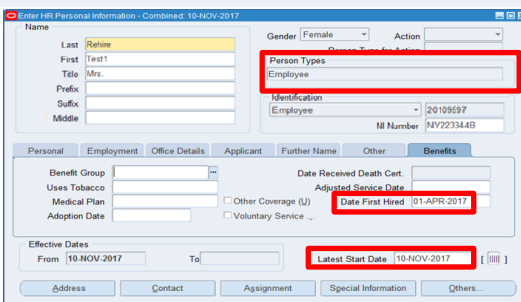 Enter HR Personal Information - Combined: 10-NOV-2017
Name
Last Rehire
First Test1
Title Mrs.
Prefix
Suffix
Middle
Gender Female Action
Person Type for Action
Person Types
Employee
Identification
Employee 20109597
NI Number NY223344B
Personal Employment Office Details Applicant Further Name Other Benefits
Benefit Group Date Received Death Cert.
Uses Tobacco Adjusted Service Date
Medical Plan Other Coverage (U) Date First Hired 01-APR-2017
Adoption Date Voluntary Service .,
Effective Dates
From 10-NOV-2017 To Latest Start Date 10-NOV-2017 [ ]
Address Contact Assignment Special Information Others...